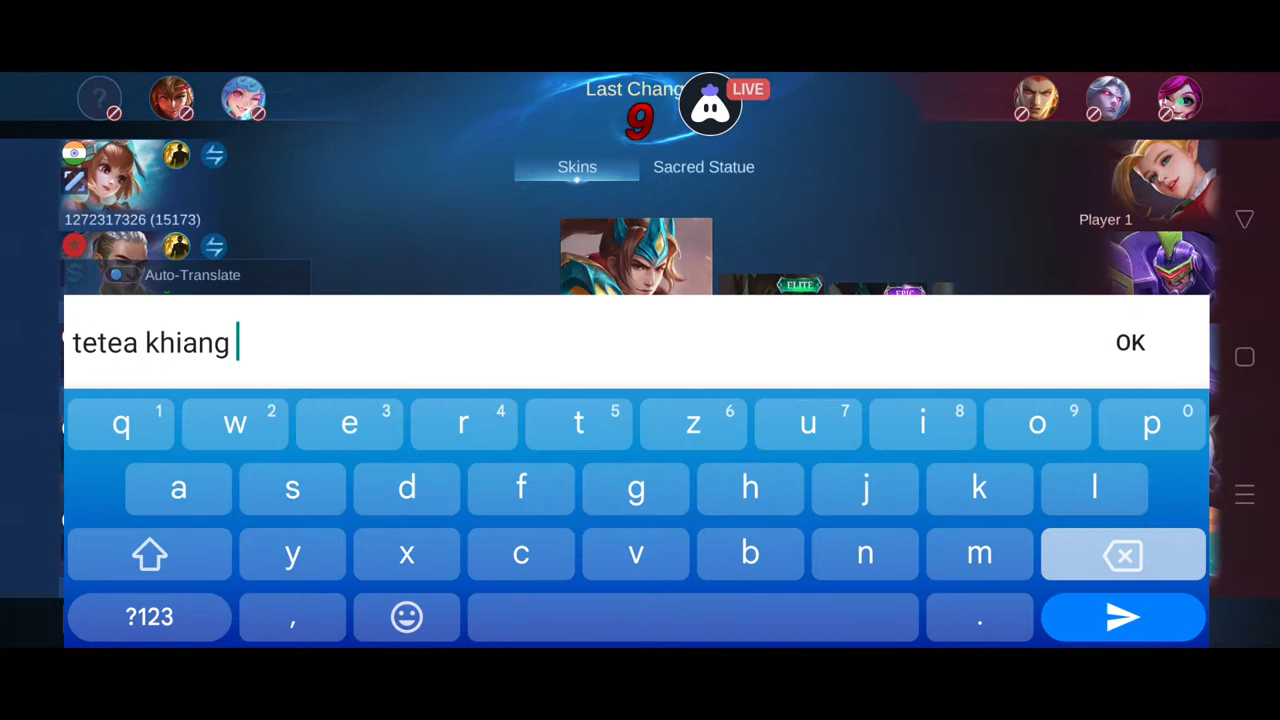 Last Chang
LIVE
9
Skins
Sacred Statue
1272317326 (15173)
Player 1
Auto-Translate
ELITE
EPIC
tetea khiang
OK
q 1 w 2 e 3 r 4 t 5 z 6 u 7 i 8 o 9 p 0
a s d f g h j k l
y x c v b n m
?123 , .